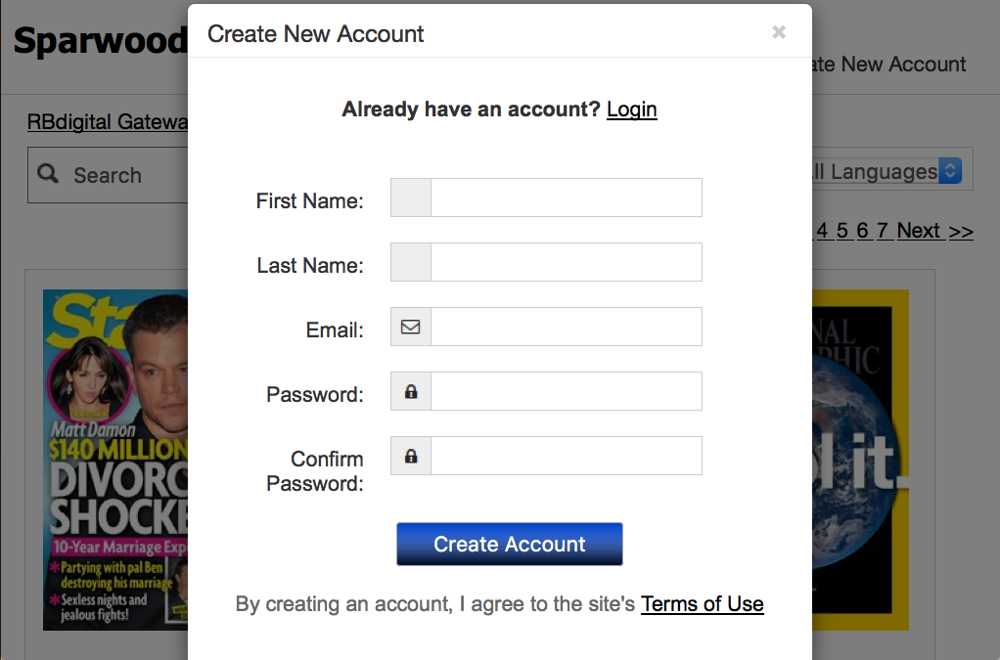 Sparwood
Create New Account
×
ate New Account
Already have an account? Login
RBdigital Gatewa
Search
All Languages
First Name:
4 5 6 7 Next >>
Last Name:
Email:
Password:
Confirm
Password:
Create Account
By creating an account, I agree to the site's Terms of Use
Sta
Matt Damon
$140 MILLION
DIVORC
SHOCKE
10-Year Marriage Exp
*Partying with pal Ben
destroying his marriage
*Sexless nights and
jealous fights!
NAL
PHIC
it.